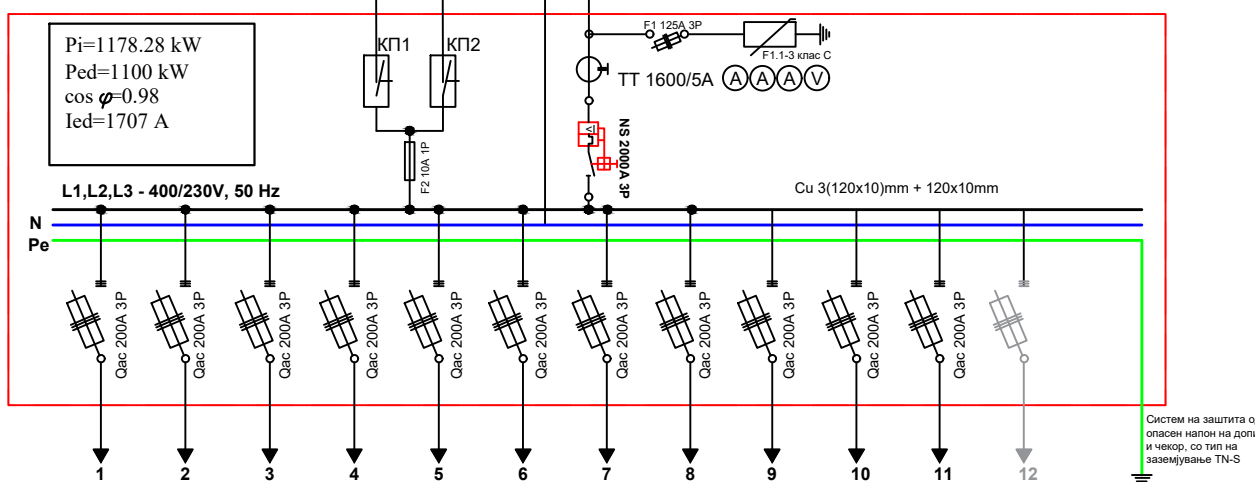 Pi=1178.28 kW
Ped=1100 kW
cos φ=0.98
Ied=1707 A
КП1
КП2
F2 10A 1P
F1 125A 3P
F1.1-3 клас C
TT 1600/5A
A
A
A
V
I>
NS 2000A 3P
L1,L2,L3 - 400/230V, 50 Hz
Cu 3(120x10)mm + 120x10mm
N
Pe
Qac 200A 3P
Qac 200A 3P
Qac 200A 3P
Qac 200A 3P
Qac 200A 3P
Qac 200A 3P
Qac 200A 3P
Qac 200A 3P
Qac 200A 3P
Qac 200A 3P
Qac 200A 3P
1
2
3
4
5
6
7
8
9
10
11
12
Систем на заштита
опасен напон на
и чекор, со тип на
заземјување TN-S